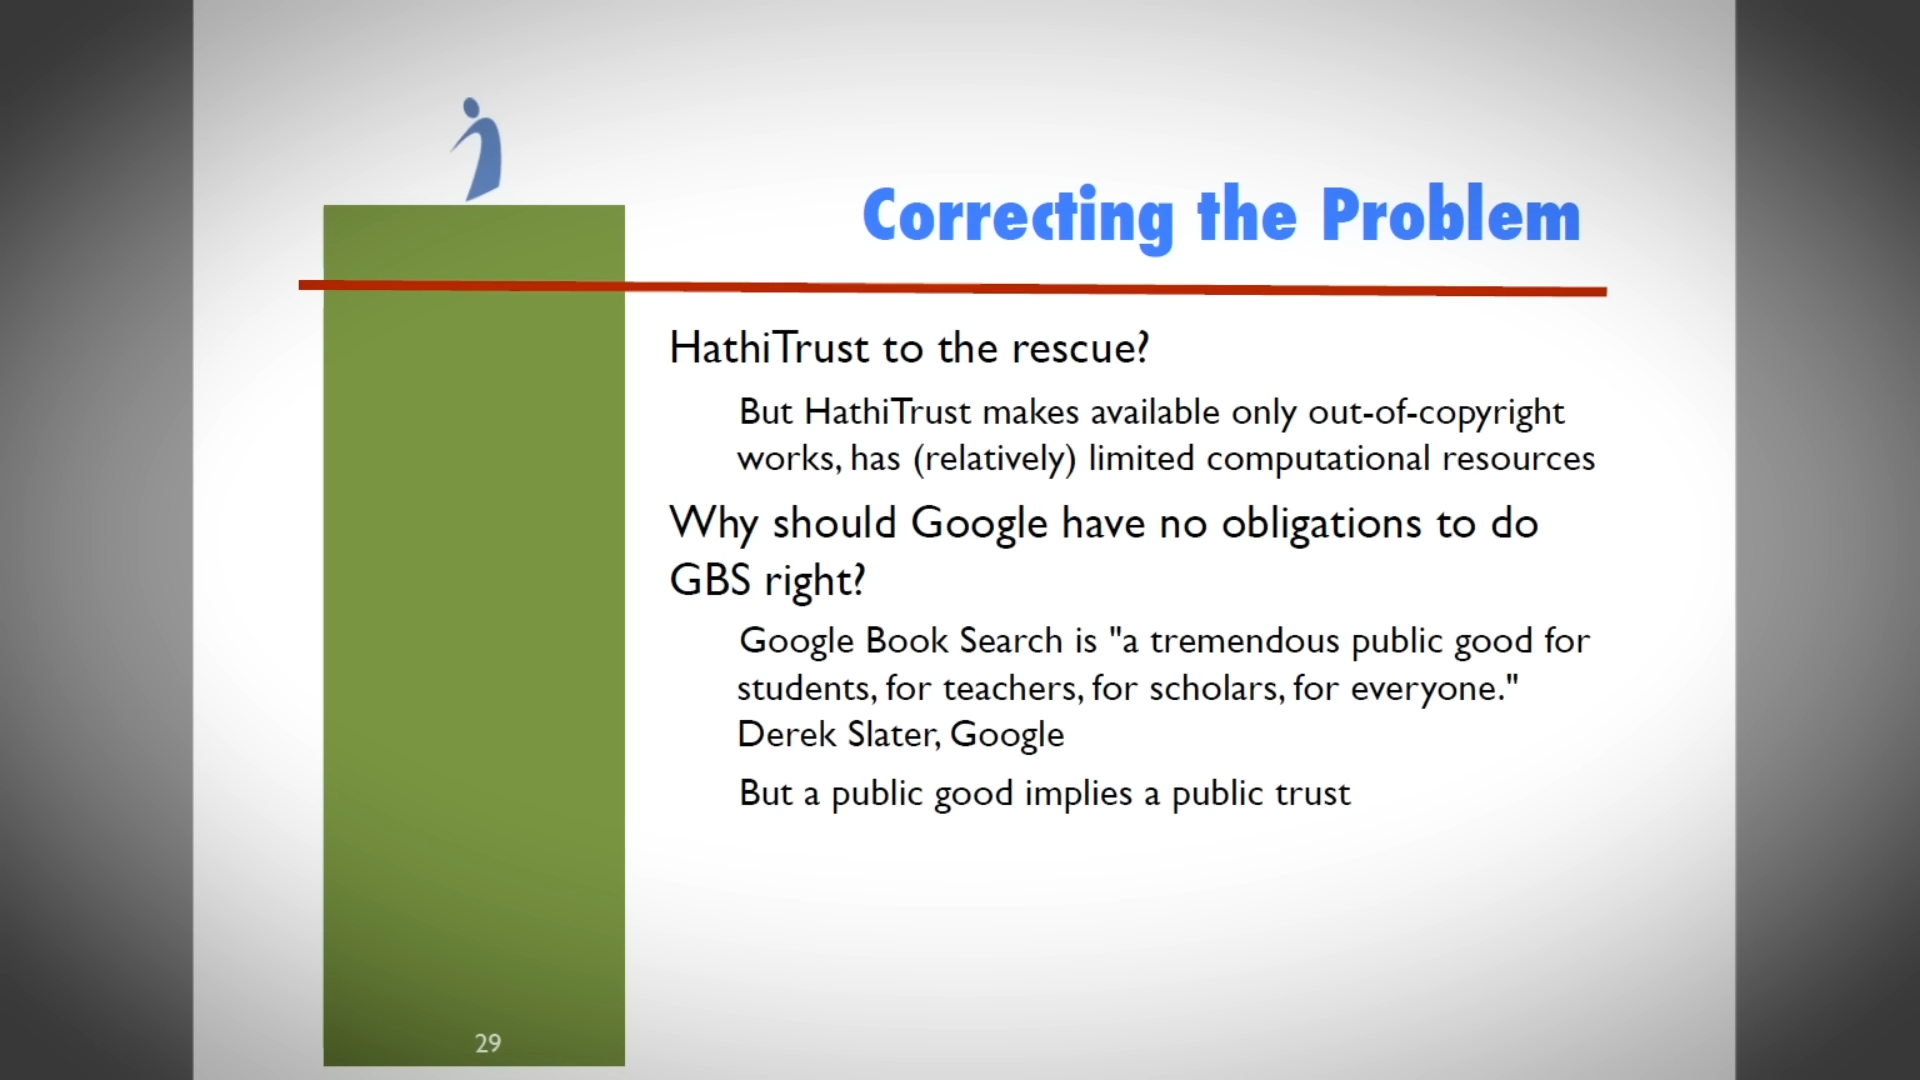 Correcting the Problem
HathiTrust to the rescue?
But HathiTrust makes available only out-of-copyright
works, has (relatively) limited computational resources
Why should Google have no obligations to do
GBS right?
Google Book Search is "a tremendous public good for
students, for teachers, for scholars, for everyone."
Derek Slater, Google
But a public good implies a public trust
29